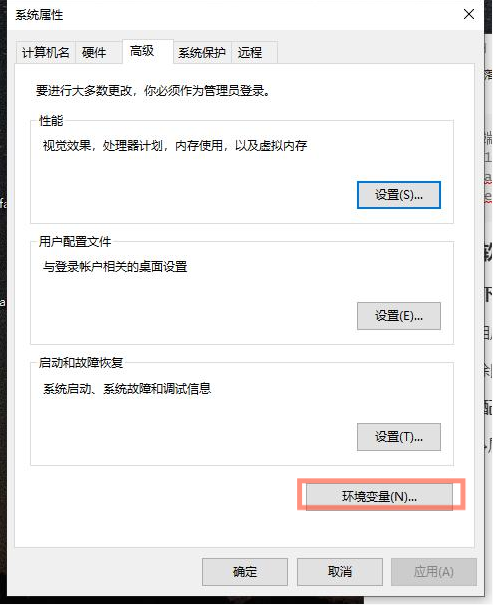 系统属性
计算机名 硬件 高级 系统保护 远程
要进行大多数更改，你必须作为管理员登录。
性能
视觉效果，处理器计划，内存使用，以及虚拟内存
设置(S)...
用户配置文件
与登录帐户相关的桌面设置
设置(E)...
启动和故障恢复
系统启动、系统故障和调试信息
设置(T)...
环境变量(N)...
确定 取消 应用(A)